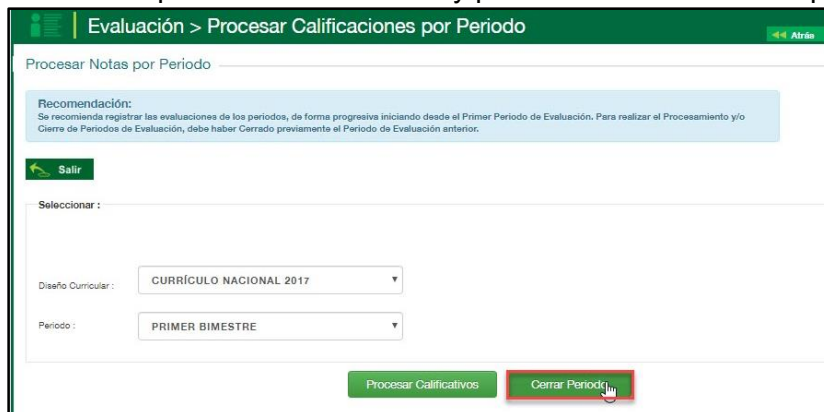 Evaluación > Procesar Calificaciones por Periodo
Atrás
Procesar Notas por Periodo
Recomendación:
Se recomienda registrar las evaluaciones de los periodos, de forma progresiva iniciando desde el Primer Periodo de Evaluación. Para realizar el Procesamiento y/o
Cierre de Periodos de Evaluación, debe haber Cerrado previamente el Periodo de Evaluación anterior.
Salir
Seleccionar :
Diseño Curricular :
CURRÍCULO NACIONAL 2017
Periodo :
PRIMER BIMESTRE
Procesar Calificativos
Cerrar Periodo